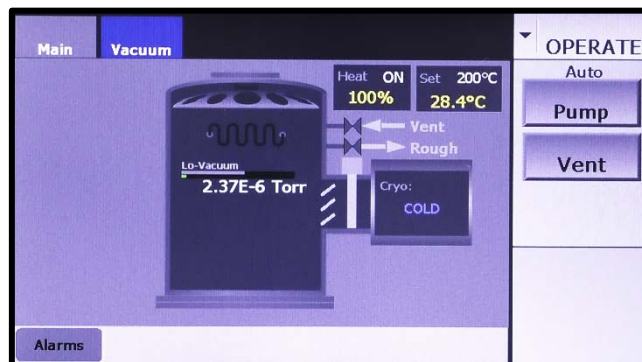 Main
Vacuum
OPERATE
Heat ON
100%
Set 200°C
28.4°C
Auto
Pump
Vent
Vent
Rough
Lo-Vacuum
2.37E-6 Torr
Cryo:
COLD
Alarms